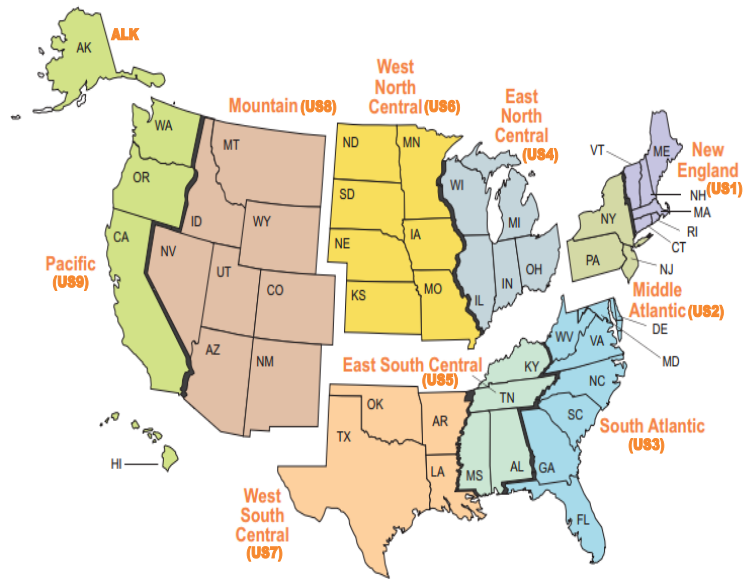 AK
ALK
West
North
Central (US6)
Mountain (US8)
East
North
Central
(US4)
WA
MT
ND
MN
VT
ME
New
England
(US1)
OR
ID
WY
SD
WI
MI
NH
MA
NY
RI
CT
CA
NV
UT
CO
NE
IA
IL
IN
OH
PA
NJ
Pacific
(US9)
KS
MO
Middle
Atlantic (US2)
DE
MD
WV
VA
AZ
NM
East South Central
(US5)
KY
TN
NC
SC
South Atlantic
(US3)
OK
TX
AR
LA
MS
AL
GA
FL
HI
West
South
Central
(US7)